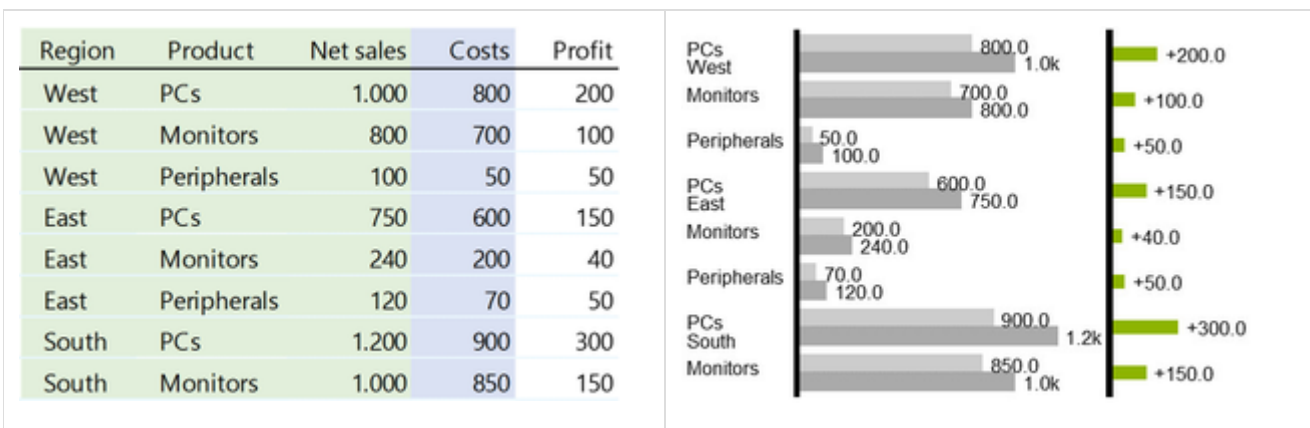 Region Product Net sales Costs Profit
West PCs 1.000 800 200
West Monitors 800 700 100
West Peripherals 100 50 50
East PCs 750 600 150
East Monitors 240 200 40
East Peripherals 120 70 50
South PCs 1.200 900 300
South Monitors 1.000 850 150
PCs 800.0 +200.0
West 1.0k
Monitors 700.0 +100.0
800.0
Peripherals 50.0 +50.0
100.0
PCs 600.0 +150.0
East 750.0
Monitors 200.0 +40.0
240.0
Peripherals 70.0 +50.0
120.0
PCs 900.0 +300.0
South 1.2k
Monitors 850.0 +150.0
1.0k